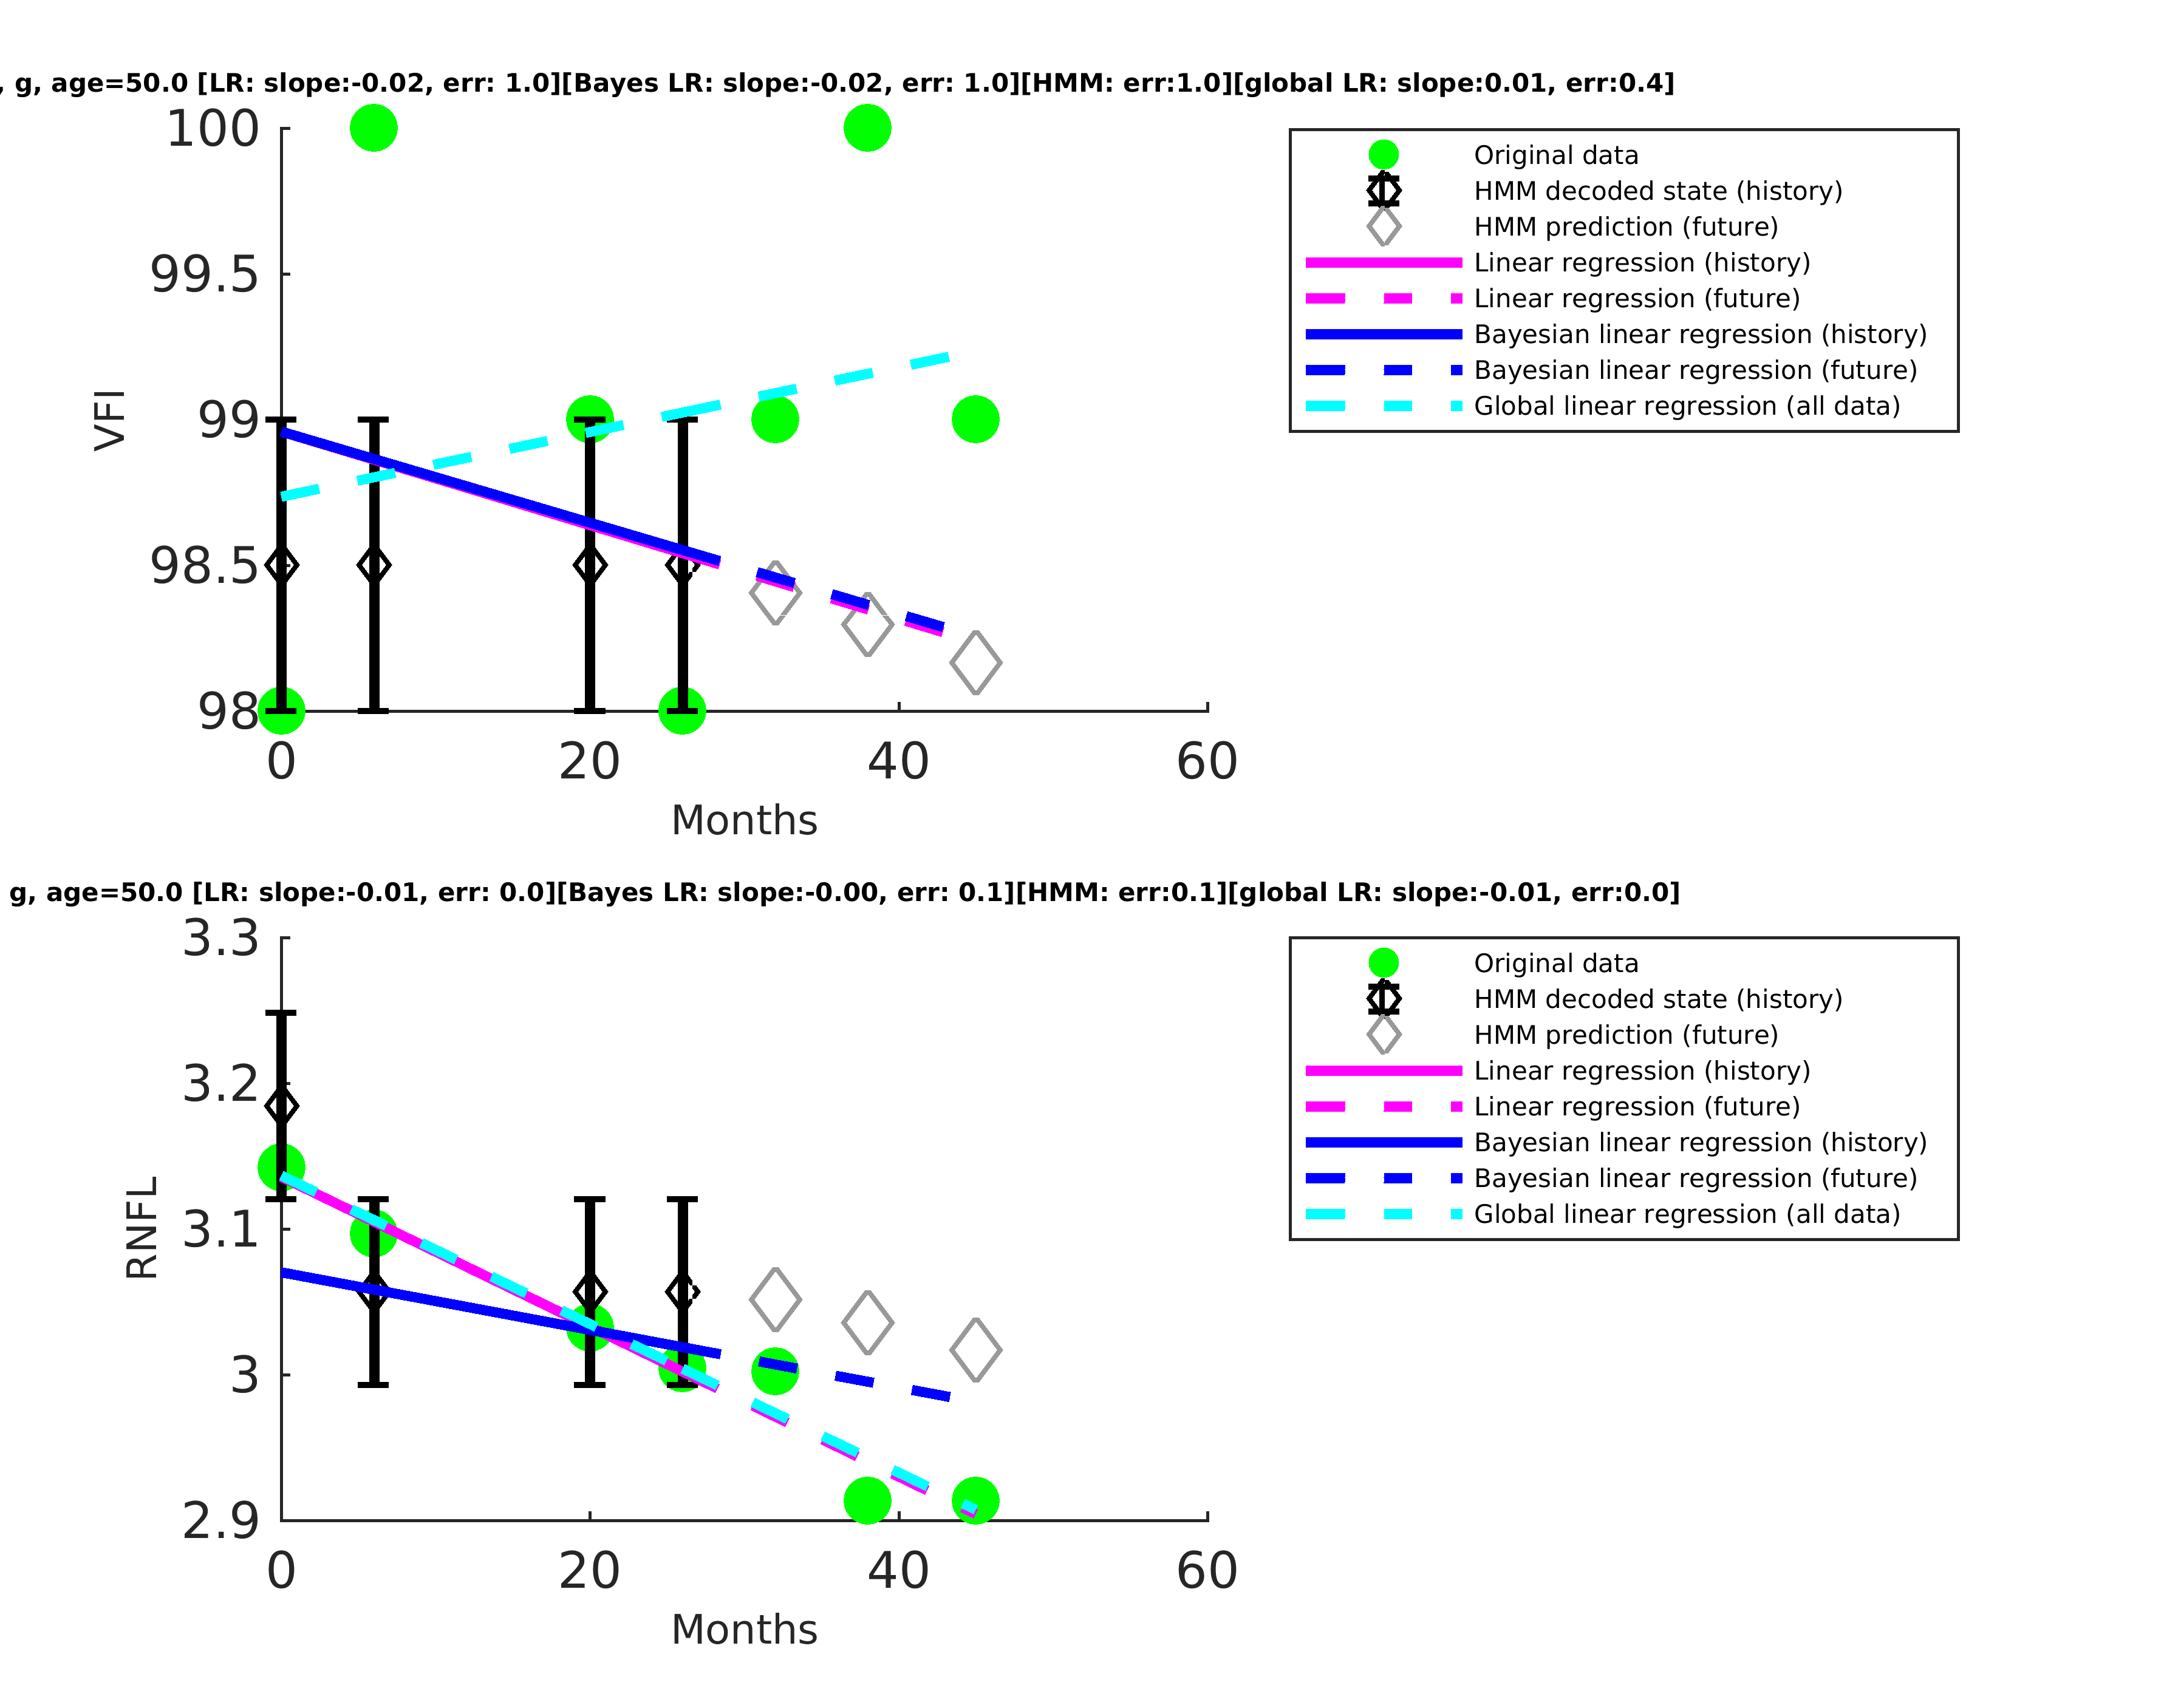 , g, age=50.0 [LR: slope:-0.02, err: 1.0][Bayes LR: slope:-0.02, err: 1.0][HMM: err:1.0][global LR: slope:0.01, err:0.4]
100
99.5
99
98.5
98
VFI
0 20 40 60
Months
Original data
HMM decoded state (history)
HMM prediction (future)
Linear regression (history)
Linear regression (future)
Bayesian linear regression (history)
Bayesian linear regression (future)
Global linear regression (all data)
g, age=50.0 [LR: slope:-0.01, err: 0.0][Bayes LR: slope:-0.00, err: 0.1][HMM: err:0.1][global LR: slope:-0.01, err:0.0]
3.3
3.2
3.1
3
2.9
RNFL
0 20 40 60
Months
Original data
HMM decoded state (history)
HMM prediction (future)
Linear regression (history)
Linear regression (future)
Bayesian linear regression (history)
Bayesian linear regression (future)
Global linear regression (all data)